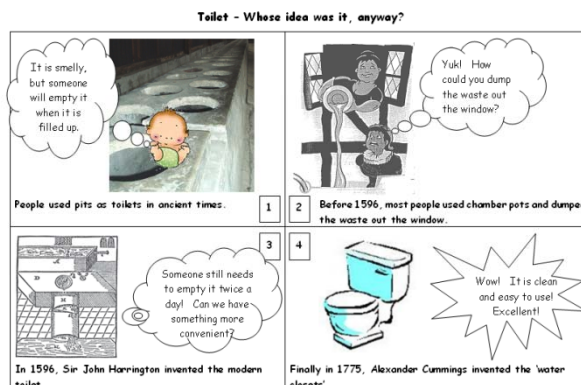 Toilet – Whose idea was it, anyway?
It is smelly,
but someone
will empty it
when it is
filled up.
People used pits as toilets in ancient times.
1
Yuk! How
could you dump
the waste out
the window?
2
Before 1596, most people used chamber pots and dumpe
the waste out the window.
3
Someone still needs
to empty it twice a
day! Can we have
something more
convenient?
In 1596, Sir John Harrington invented the modern
toilet
4
Wow! It is clean
and easy to use!
Excellent!
Finally in 1775, Alexander Cummings invented the ‘water
closets’